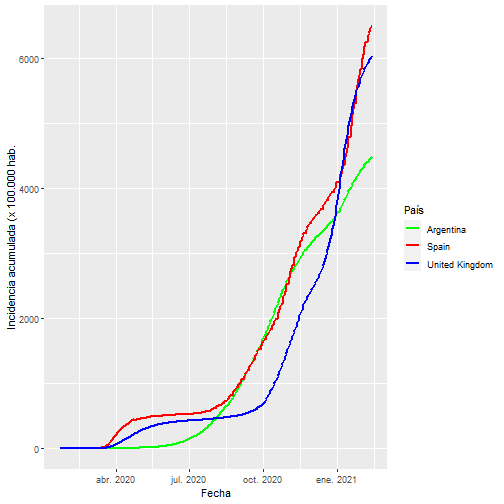 6000
4000
2000
0
Incidencia acumulada (x 100.000 hab.
abr. 2020
jul. 2020
oct. 2020
ene. 2021
Fecha
País
Argentina
Spain
United Kingdom